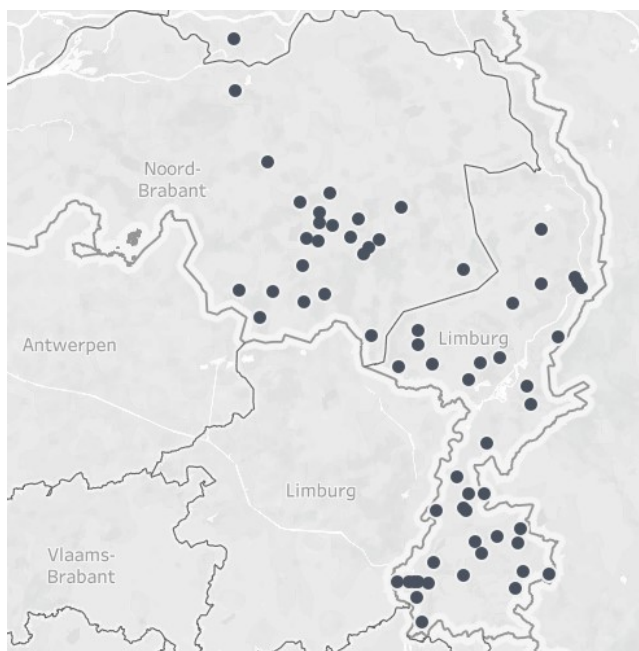 Noord-
Brabant
Antwerpen
Limburg
Limburg
Vlaams-
Brabant